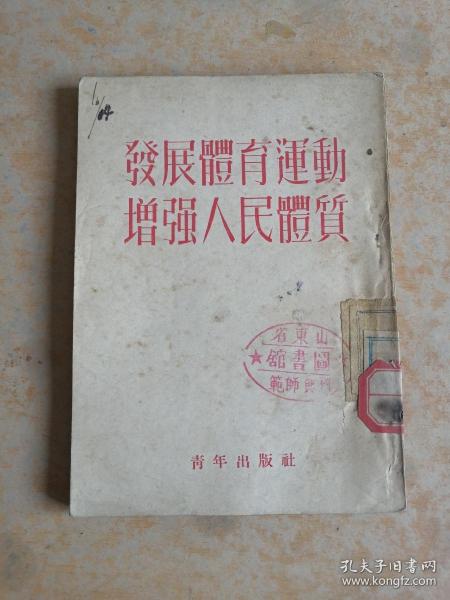 發展體育運動
增强人民體質
山東省
圖書館
師範
青年出版社
孔夫子旧书网
www.kongfz.com